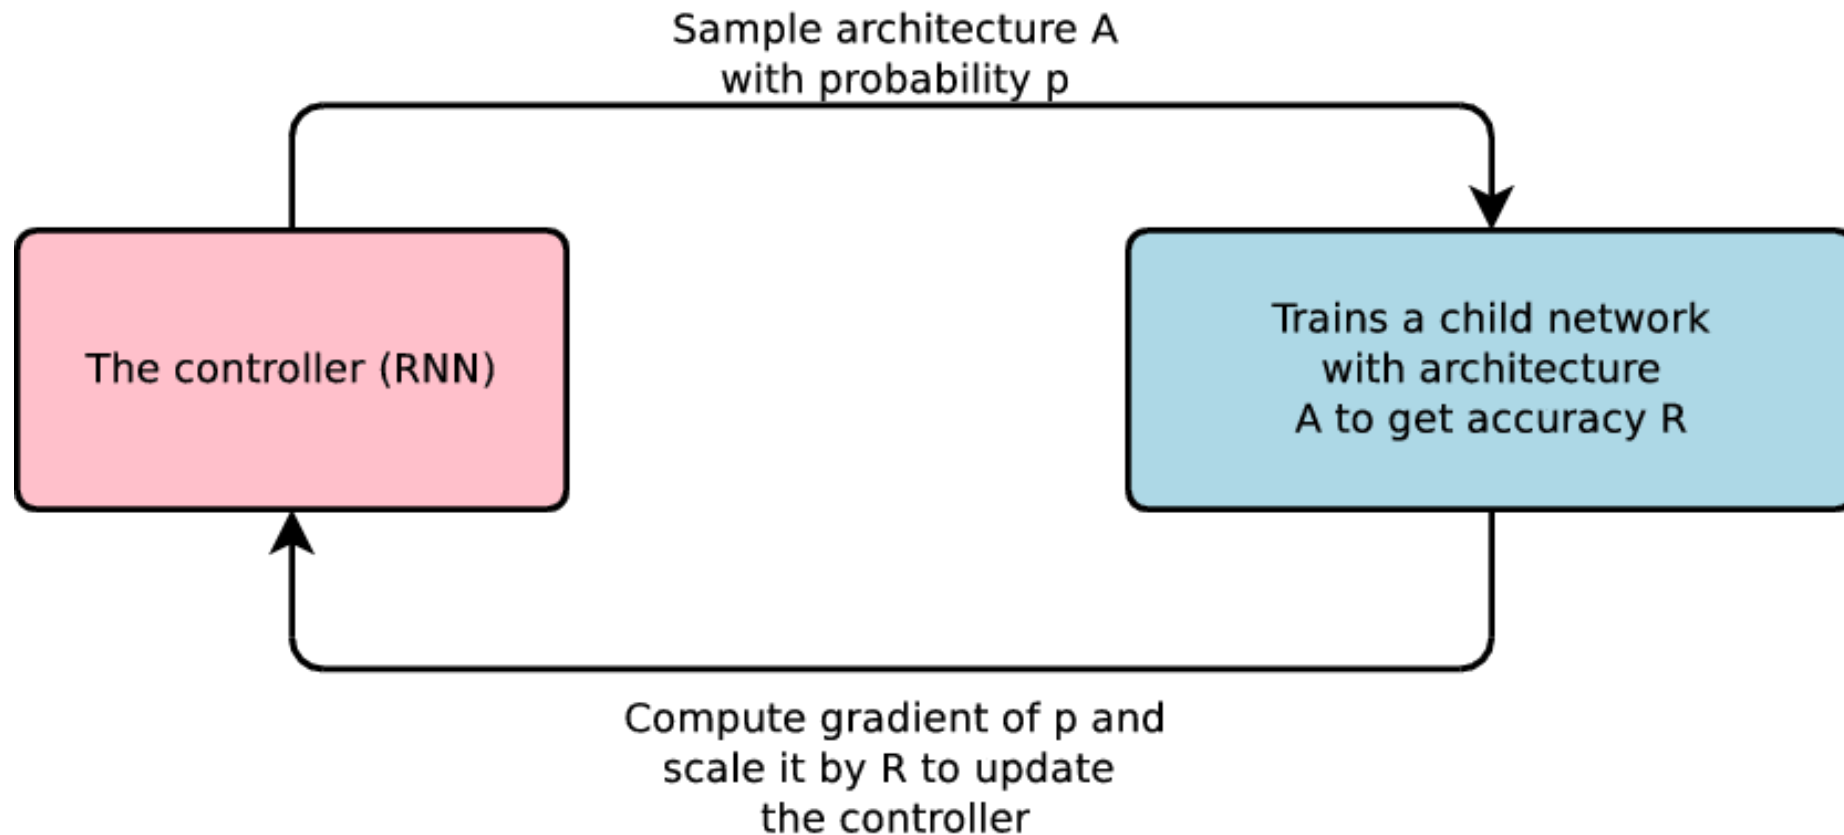 Sample architecture A
with probability p
The controller (RNN)
Trains a child network
with architecture
A to get accuracy R
Compute gradient of p and
scale it by R to update
the controller